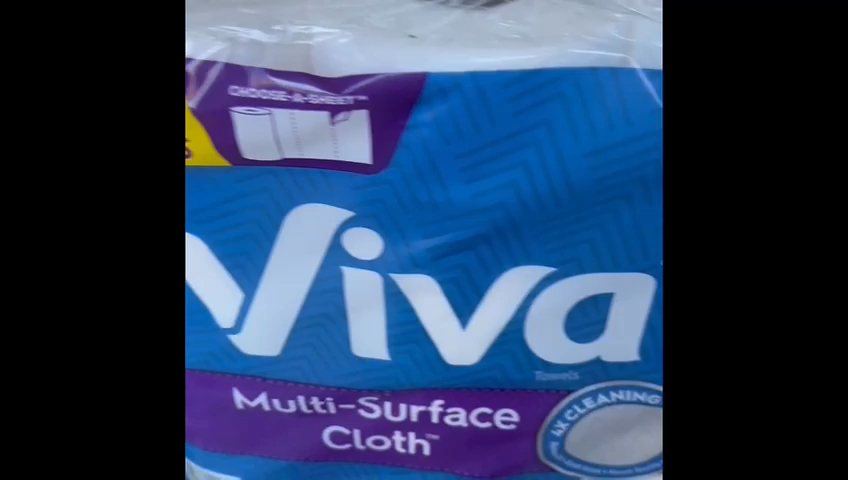 CHOOSE-A-SHEET™
Viva
Towels
Multi-Surface
Cloth™
4X CLEANING